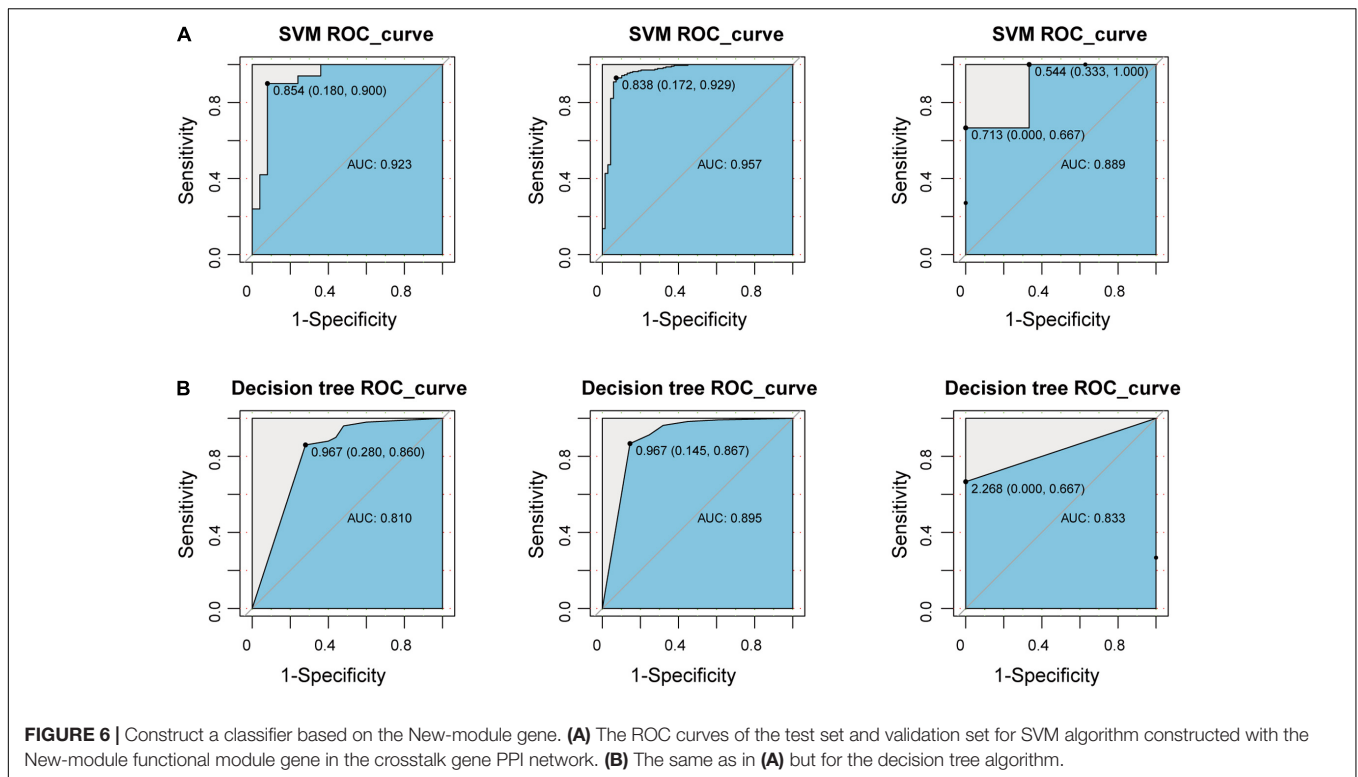 A
SVM ROC_curve
Sensitivity
0.8
0.4
0.0
0.854 (0.180, 0.900)
AUC: 0.923
0 0.4 0.8
1-Specificity
SVM ROC_curve
Sensitivity
0.8
0.4
0.0
0.838 (0.172, 0.929)
AUC: 0.957
0 0.4 0.8
1-Specificity
SVM ROC_curve
Sensitivity
0.8
0.4
0.0
0.544 (0.333, 1.000)
0.713 (0.000, 0.667)
AUC: 0.889
0 0.4 0.8
1-Specificity
B
Decision tree ROC_curve
Sensitivity
0.8
0.4
0.0
0.967 (0.280, 0.860)
AUC: 0.810
0 0.4 0.8
1-Specificity
Decision tree ROC_curve
Sensitivity
0.8
0.4
0.0
0.967 (0.145, 0.867)
AUC: 0.895
0 0.4 0.8
1-Specificity
Decision tree ROC_curve
Sensitivity
0.8
0.4
0.0
2.268 (0.000, 0.667)
AUC: 0.833
0 0.4 0.8
1-Specificity
FIGURE 6 | Construct a classifier based on the New-module gene. (A) The ROC curves of the test set and validation set for SVM algorithm constructed with the
New-module functional module gene in the crosstalk gene PPI network. (B) The same as in (A) but for the decision tree algorithm.